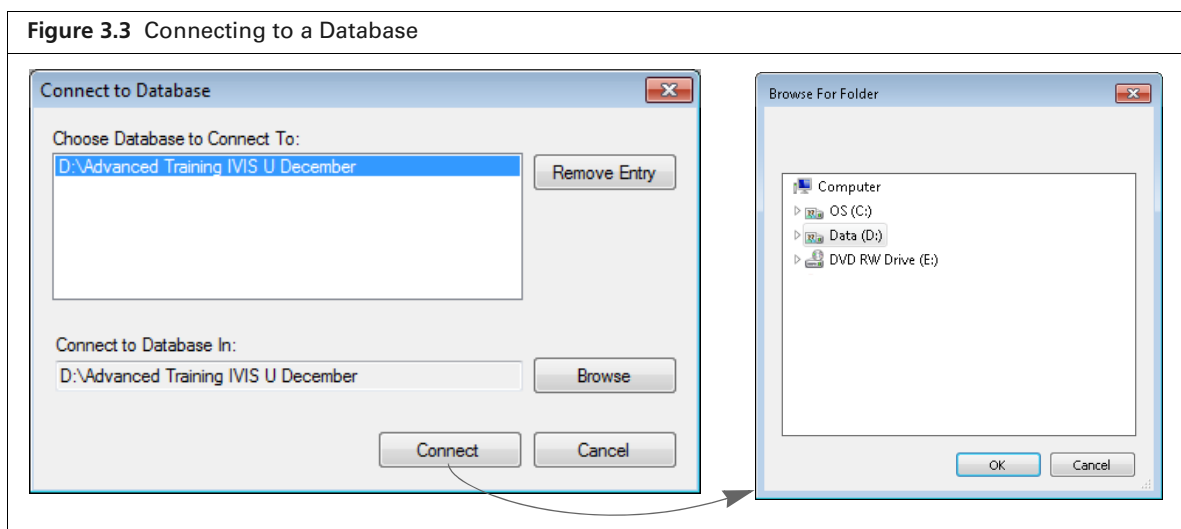 Figure 3.3 Connecting to a Database
Connect to Database
Choose Database to Connect To:
D:\Advanced Training IVIS U December
Remove Entry
Connect to Database In:
D:\Advanced Training IVIS U December
Browse
Connect
Cancel
Browse For Folder
Computer
OS (C:)
Data (D:)
DVD RW Drive (E:)
OK
Cancel